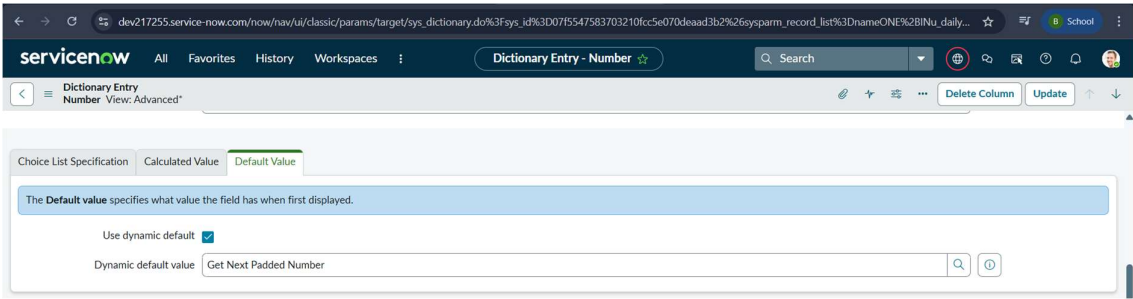 dev217255.service-now.com/now/nav/ui/classic/params/target/sys_dictionary.do%3Fsys_id%3D07f5547583703210fcc5e070deaad3b2%26sysparm_record_list%3DnameONE%2BINu_daily...
B School
servicenow All Favorites History Workspaces Dictionary Entry - Number Search
Dictionary Entry
Number View: Advanced*
Delete Column Update
Choice List Specification Calculated Value Default Value
The Default value specifies what value the field has when first displayed.
Use dynamic default
Dynamic default value Get Next Padded Number